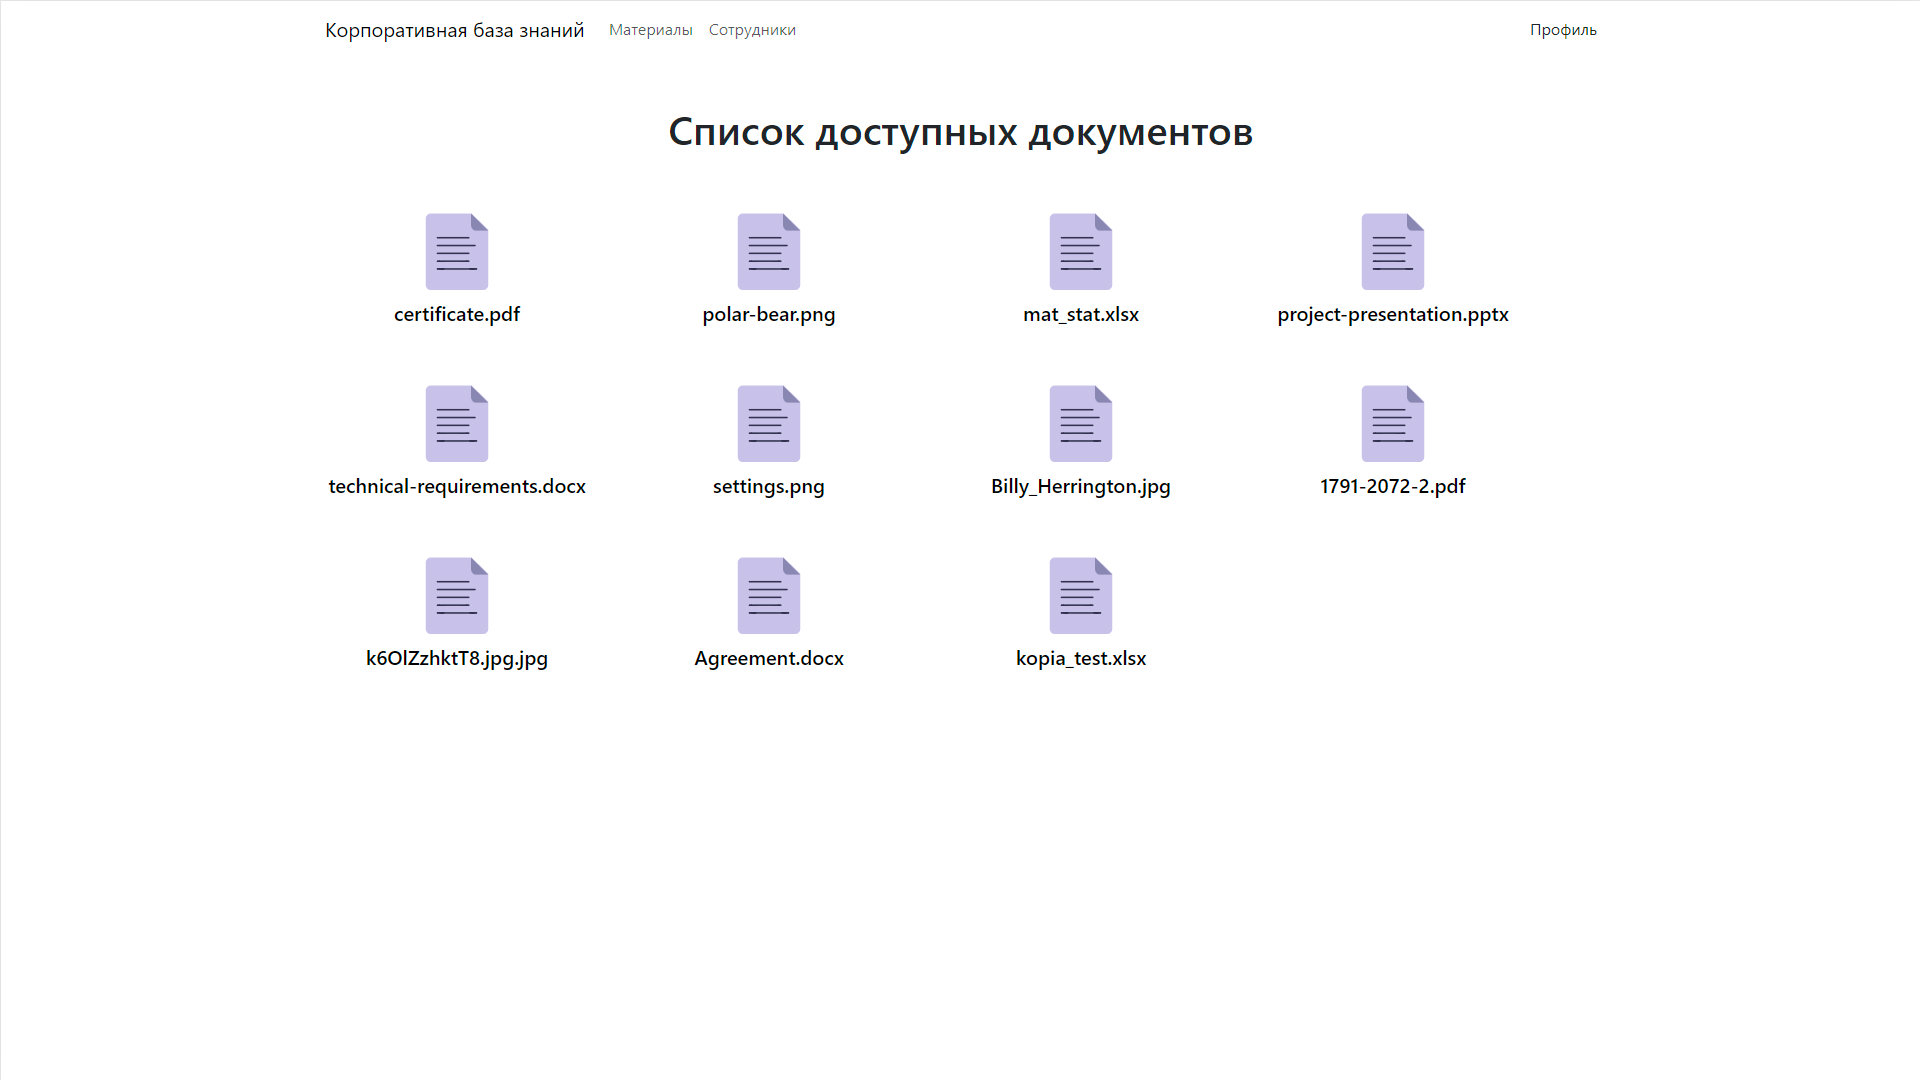 Корпоративная база знаний Материалы Сотрудники Профиль
Список доступных документов
certificate.pdf polar-bear.png mat_stat.xlsx project-presentation.pptx
technical-requirements.docx settings.png Billy_Herrington.jpg 1791-2072-2.pdf
k6OlZzhktT8.jpg.jpg Agreement.docx kopia_test.xlsx